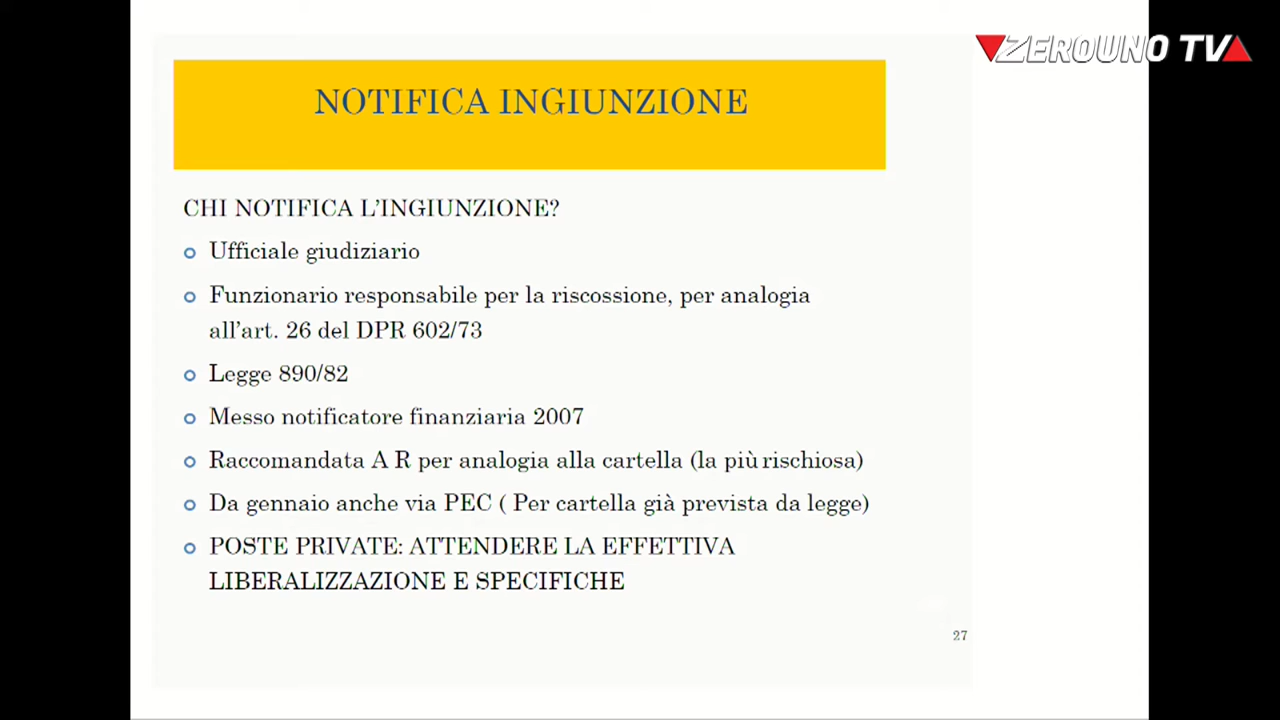 ZEROUNO TV
NOTIFICA INGIUNZIONE
CHI NOTIFICA L'INGIUNZIONE?
Ufficiale giudiziario
Funzionario responsabile per la riscossione, per analogia
all'art. 26 del DPR 602/73
Legge 890/82
Messo notificatore finanziaria 2007
Raccomandata A R per analogia alla cartella (la più rischiosa)
Da gennaio anche via PEC ( Per cartella già prevista da legge)
POSTE PRIVATE: ATTENDERE LA EFFETTIVA
LIBERALIZZAZIONE E SPECIFICHE
27